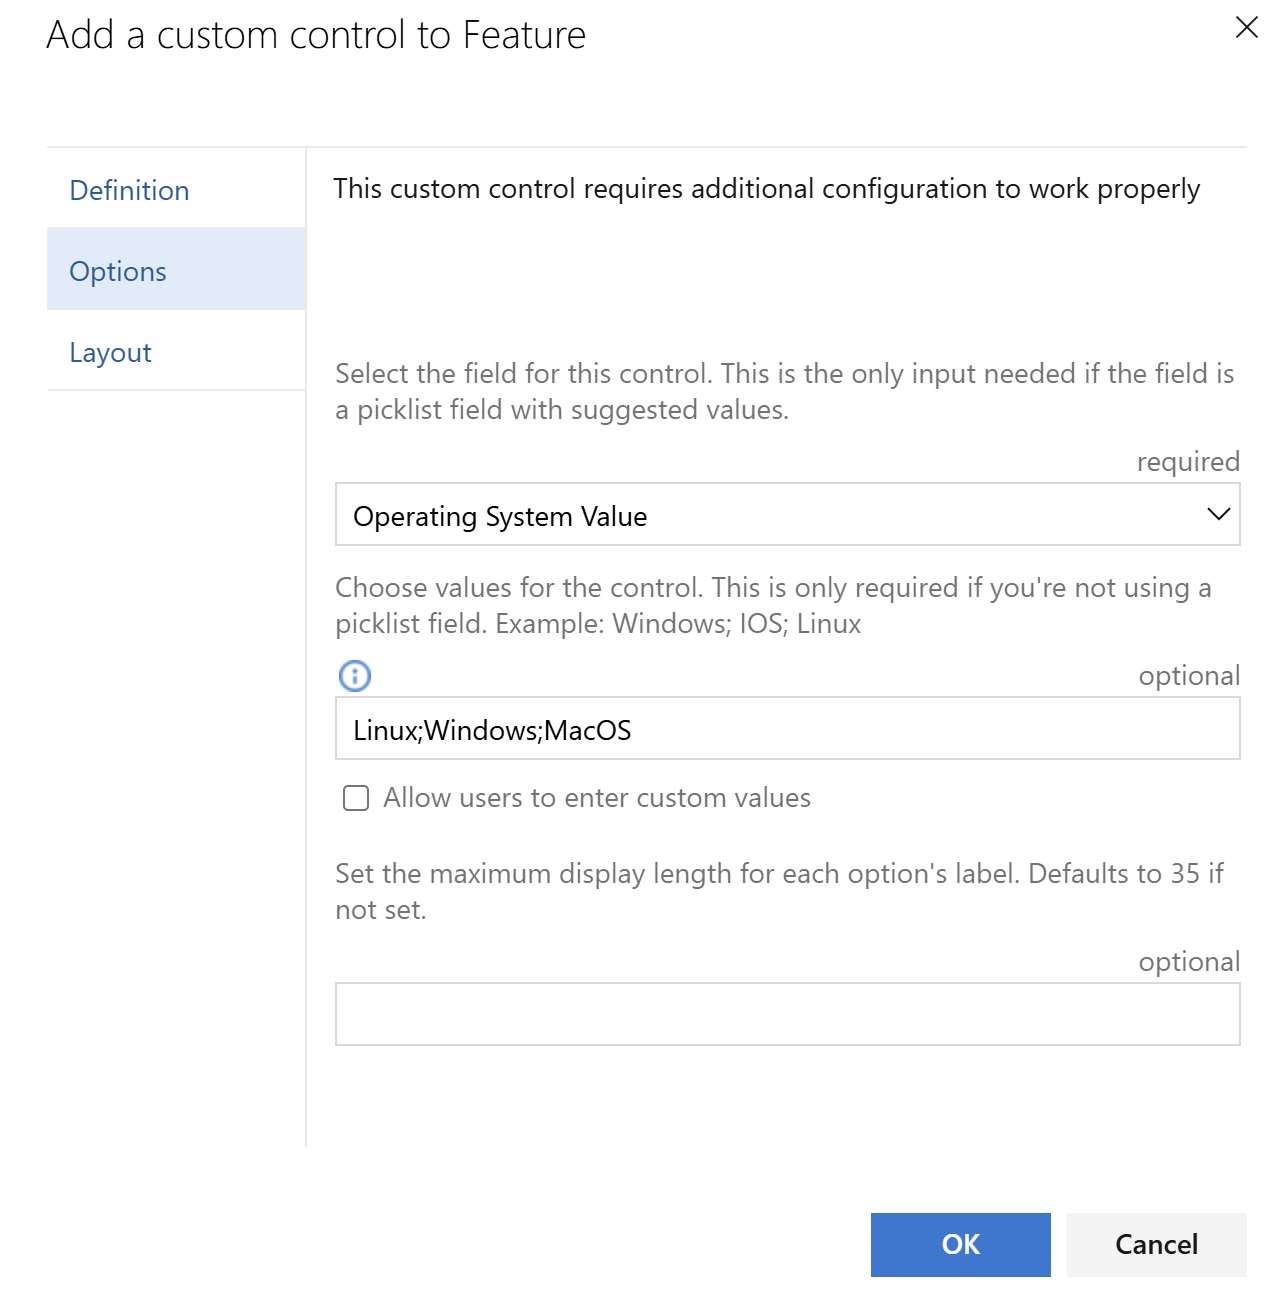 Add a custom control to Feature
Definition
Options
Layout
This custom control requires additional configuration to work properly
Select the field for this control. This is the only input needed if the field is
a picklist field with suggested values.
required
Operating System Value
Choose values for the control. This is only required if you're not using a
picklist field. Example: Windows; IOS; Linux
optional
Linux;Windows;MacOS
Allow users to enter custom values
Set the maximum display length for each option's label. Defaults to 35 if
not set.
optional
OK
Cancel